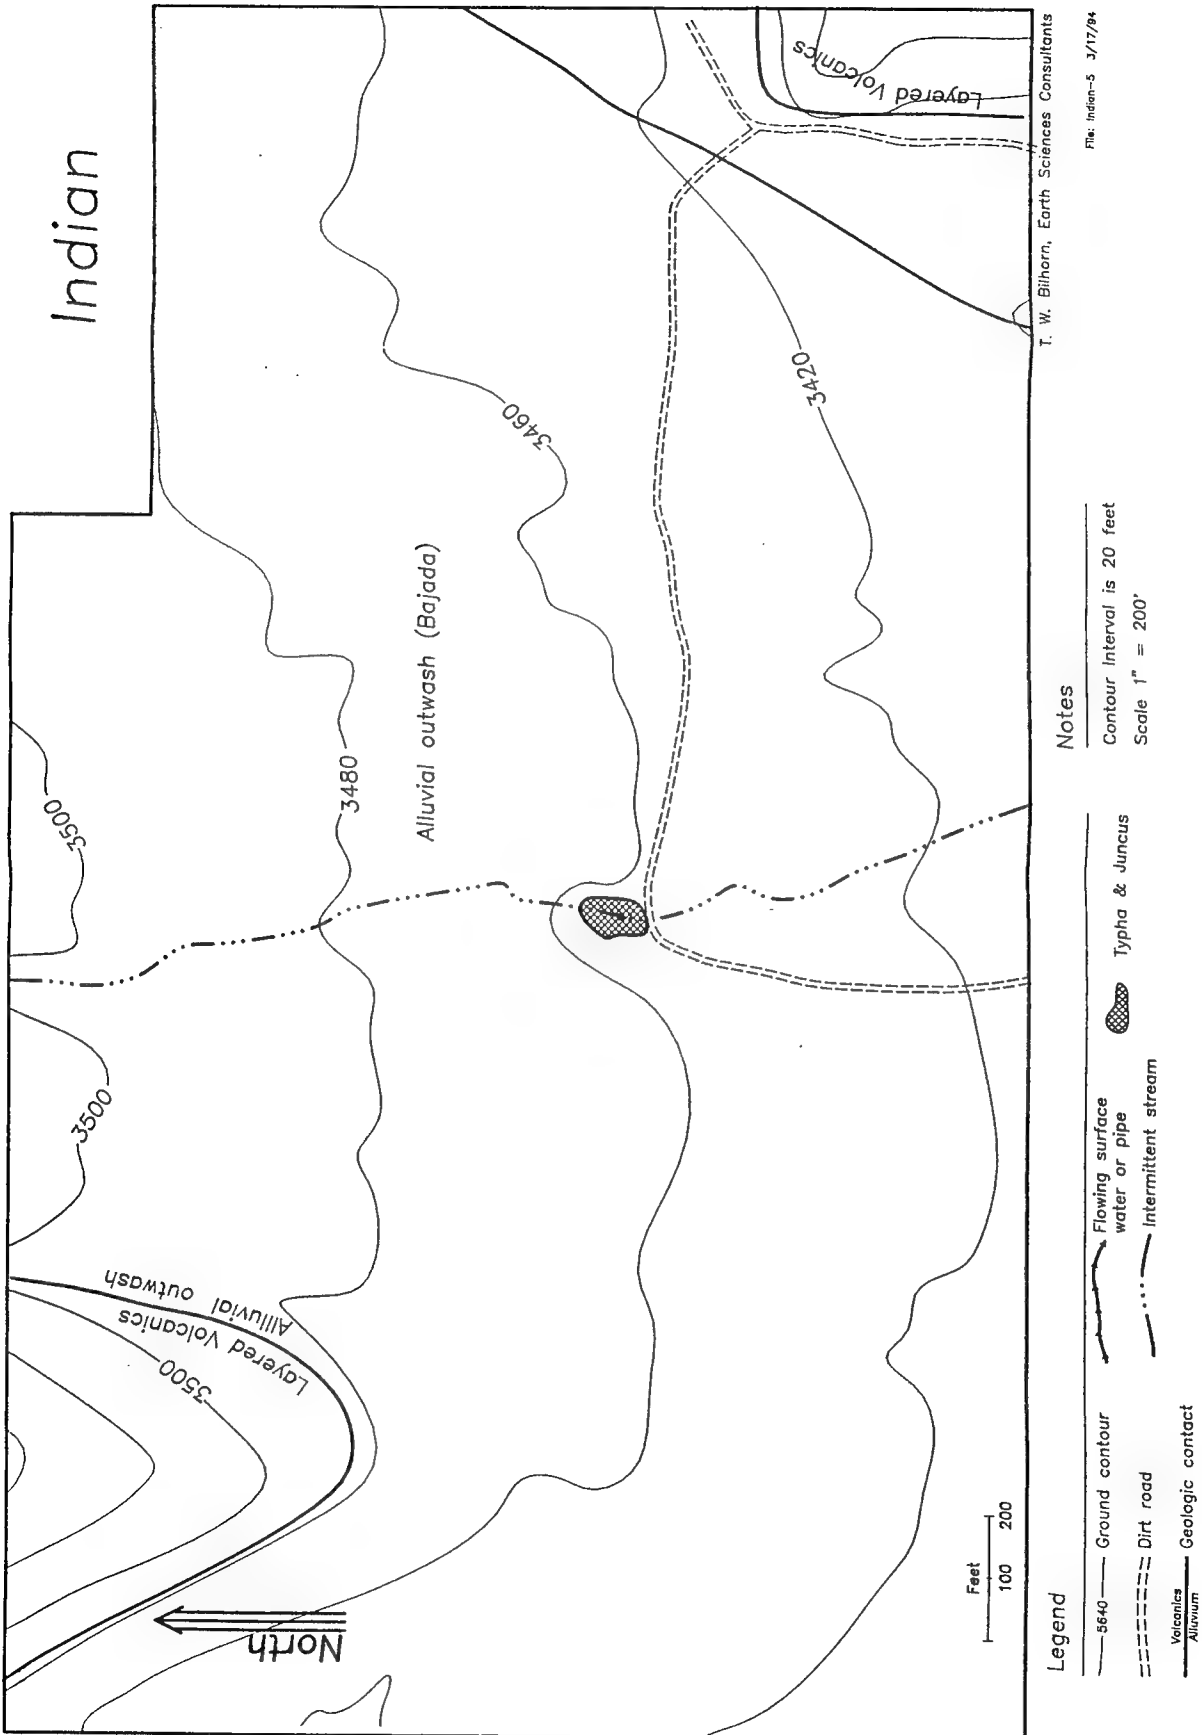 Indian
3500
3500
3500
Layered Volcanics
Allluvial outwash
3480
Alluvial outwash (Bajada)
3460
3420
Layered Volcanics
North
Feet
100 200
T. W. Bilhorn, Earth Sciences Consultants
File: Indian-5 3/17/94
Legend
5640 Ground contour
Dirt road
Volcanics
Alluvium
Geologic contact
Flowing surface
water or pipe
Intermittent stream
Typha & Juncus
Notes
Contour Interval is 20 feet
Scale 1" = 200'